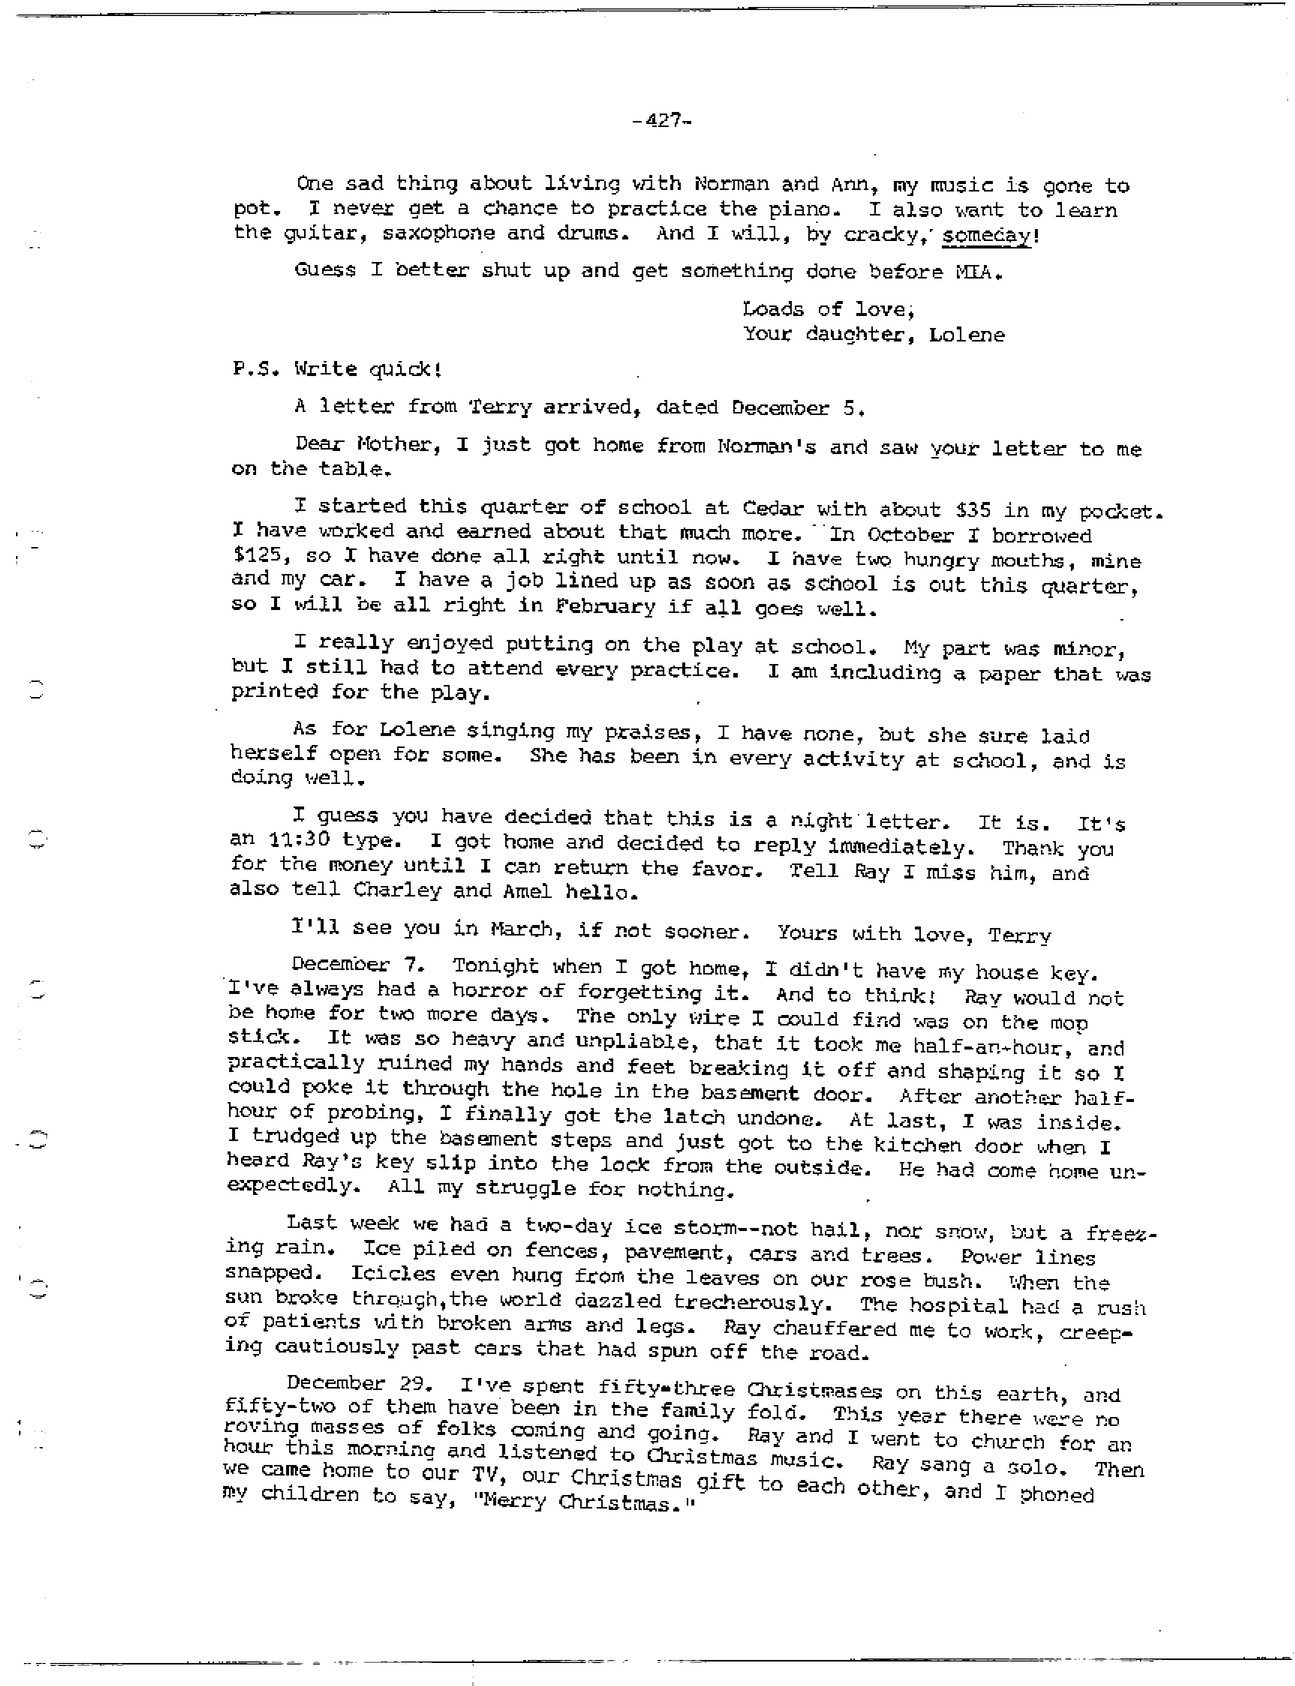 -427-
One sad thing about living with Norman and Ann, my music is gone to
pot. I never get a chance to practice the piano. I also want to learn
the guitar, saxophone and drums. And I will, by cracky, someday!
Guess I better shut up and get something done before MIA.
Loads of love,
Your daughter, Lolene
P.S. Write quick!
A letter from Terry arrived, dated December 5.
Dear Mother, I just got home from Norman's and saw your letter to me
on the table.
I started this quarter of school at Cedar with about $35 in my pocket.
I have worked and earned about that much more. In October I borrowed
$125, so I have done all right until now. I have two hungry mouths, mine
and my car. I have a job lined up as soon as school is out this quarter,
so I will be all right in February if all goes well.
I really enjoyed putting on the play at school. My part was minor,
but I still had to attend every practice. I am including a paper that was
printed for the play.
As for Lolene singing my praises, I have none, but she sure laid
herself open for some. She has been in every activity at school, and is
doing well.
I guess you have decided that this is a night letter. It is. It's
an 11:30 type. I got home and decided to reply immediately. Thank you
for the money until I can return the favor. Tell Ray I miss him, and
also tell Charley and Amel hello.
I'll see you in March, if not sooner. Yours with love, Terry
December 7. Tonight when I got home, I didn't have my house key.
I've always had a horror of forgetting it. And to think! Ray would not
be home for two more days. The only wire I could find was on the mop
stick. It was so heavy and unpliable, that it took me half-an-hour, and
practically ruined my hands and feet breaking it off and shaping it so I
could poke it through the hole in the basement door. After another half-
hour of probing, I finally got the latch undone. At last, I was inside.
I trudged up the basement steps and just got to the kitchen door when I
heard Ray's key slip into the lock from the outside. He had come home un-
expectedly. All my struggle for nothing.
Last week we had a two-day ice storm--not hail, nor snow, but a freez-
ing rain. Ice piled on fences, pavement, cars and trees. Power lines
snapped. Icicles even hung from the leaves on our rose bush. When the
sun broke through,the world dazzled trecherously. The hospital had a rush
of patients with broken arms and legs. Ray chauffered me to work, creep-
ing cautiously past cars that had spun off the road.
December 29. I've spent fifty-three Christmases on this earth, and
fifty-two of them have been in the family fold. This year there were no
roving masses of folks coming and going. Ray and I went to church for an
hour this morning and listened to Christmas music. Ray sang a solo. Then
we came home to our TV, our Christmas gift to each other, and I phoned
my children to say, "Merry Christmas."